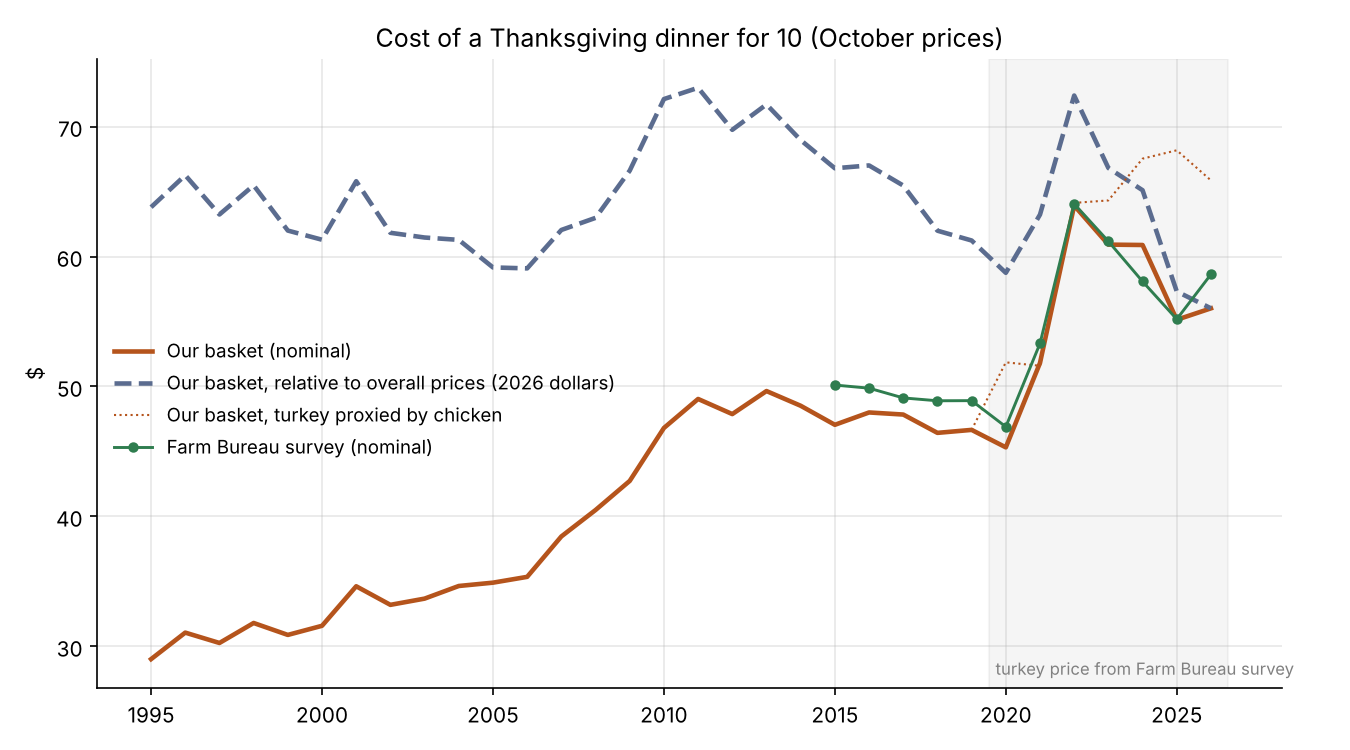 Cost of a Thanksgiving dinner for 10 (October prices)
70
60
50
40
30
$
Our basket (nominal)
Our basket, relative to overall prices (2026 dollars)
Our basket, turkey proxied by chicken
Farm Bureau survey (nominal)
turkey price from Farm Bureau survey
1995 2000 2005 2010 2015 2020 2025